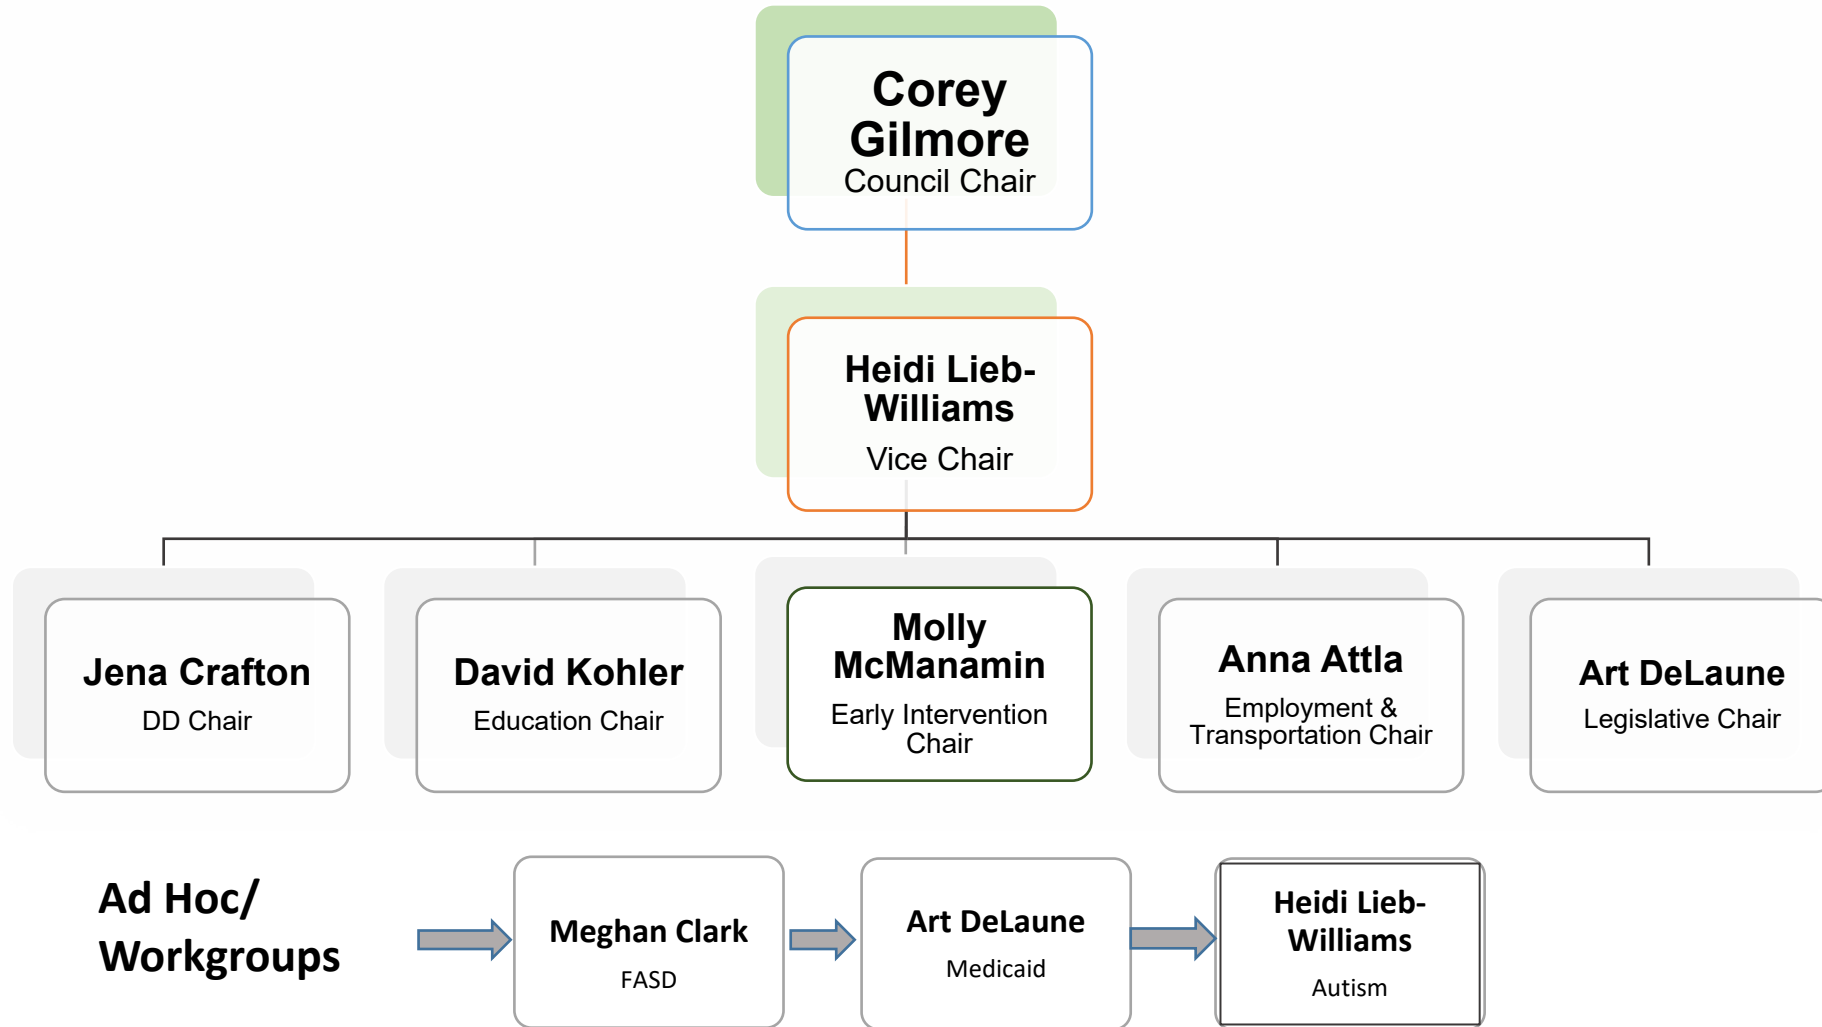 Corey
Gilmore
Council Chair
Heidi Lieb-
Williams
Vice Chair
Jena Crafton
DD Chair
David Kohler
Education Chair
Molly
McManamin
Early Intervention
Chair
Anna Attla
Employment &
Transportation Chair
Art DeLaune
Legislative Chair
Ad Hoc/
Workgroups
Meghan Clark
FASD
Art DeLaune
Medicaid
Heidi Lieb-
Williams
Autism